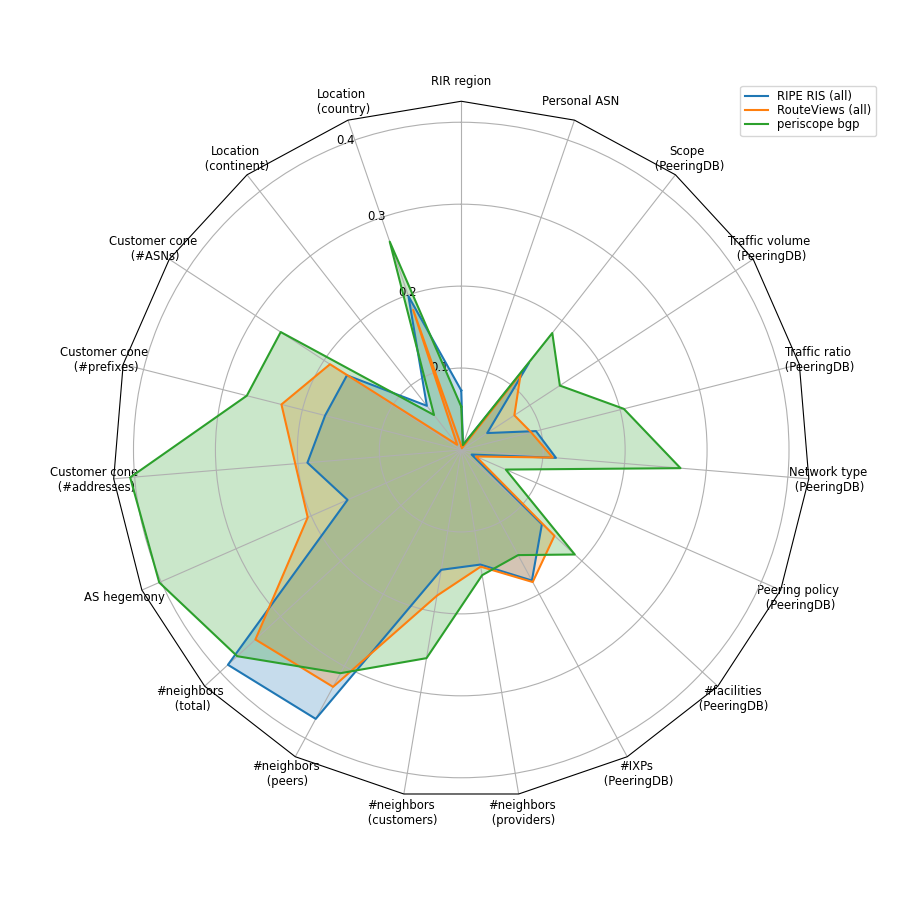 RIR region
Location
(country)
Personal ASN
RIPE RIS (all)
RouteViews (all)
periscope bgp
0.4
Location
(continent)
Scope
(PeeringDB)
0.3
Customer cone
(#ASNs)
Traffic volume
(PeeringDB)
0.2
Customer cone
(#prefixes)
0.1
Traffic ratio
(PeeringDB)
Customer cone
(#addresses)
Network type
(PeeringDB)
AS hegemony
Peering policy
(PeeringDB)
#neighbors
(total)
#facilities
(PeeringDB)
#neighbors
(peers)
#IXPs
(PeeringDB)
#neighbors
(customers)
#neighbors
(providers)